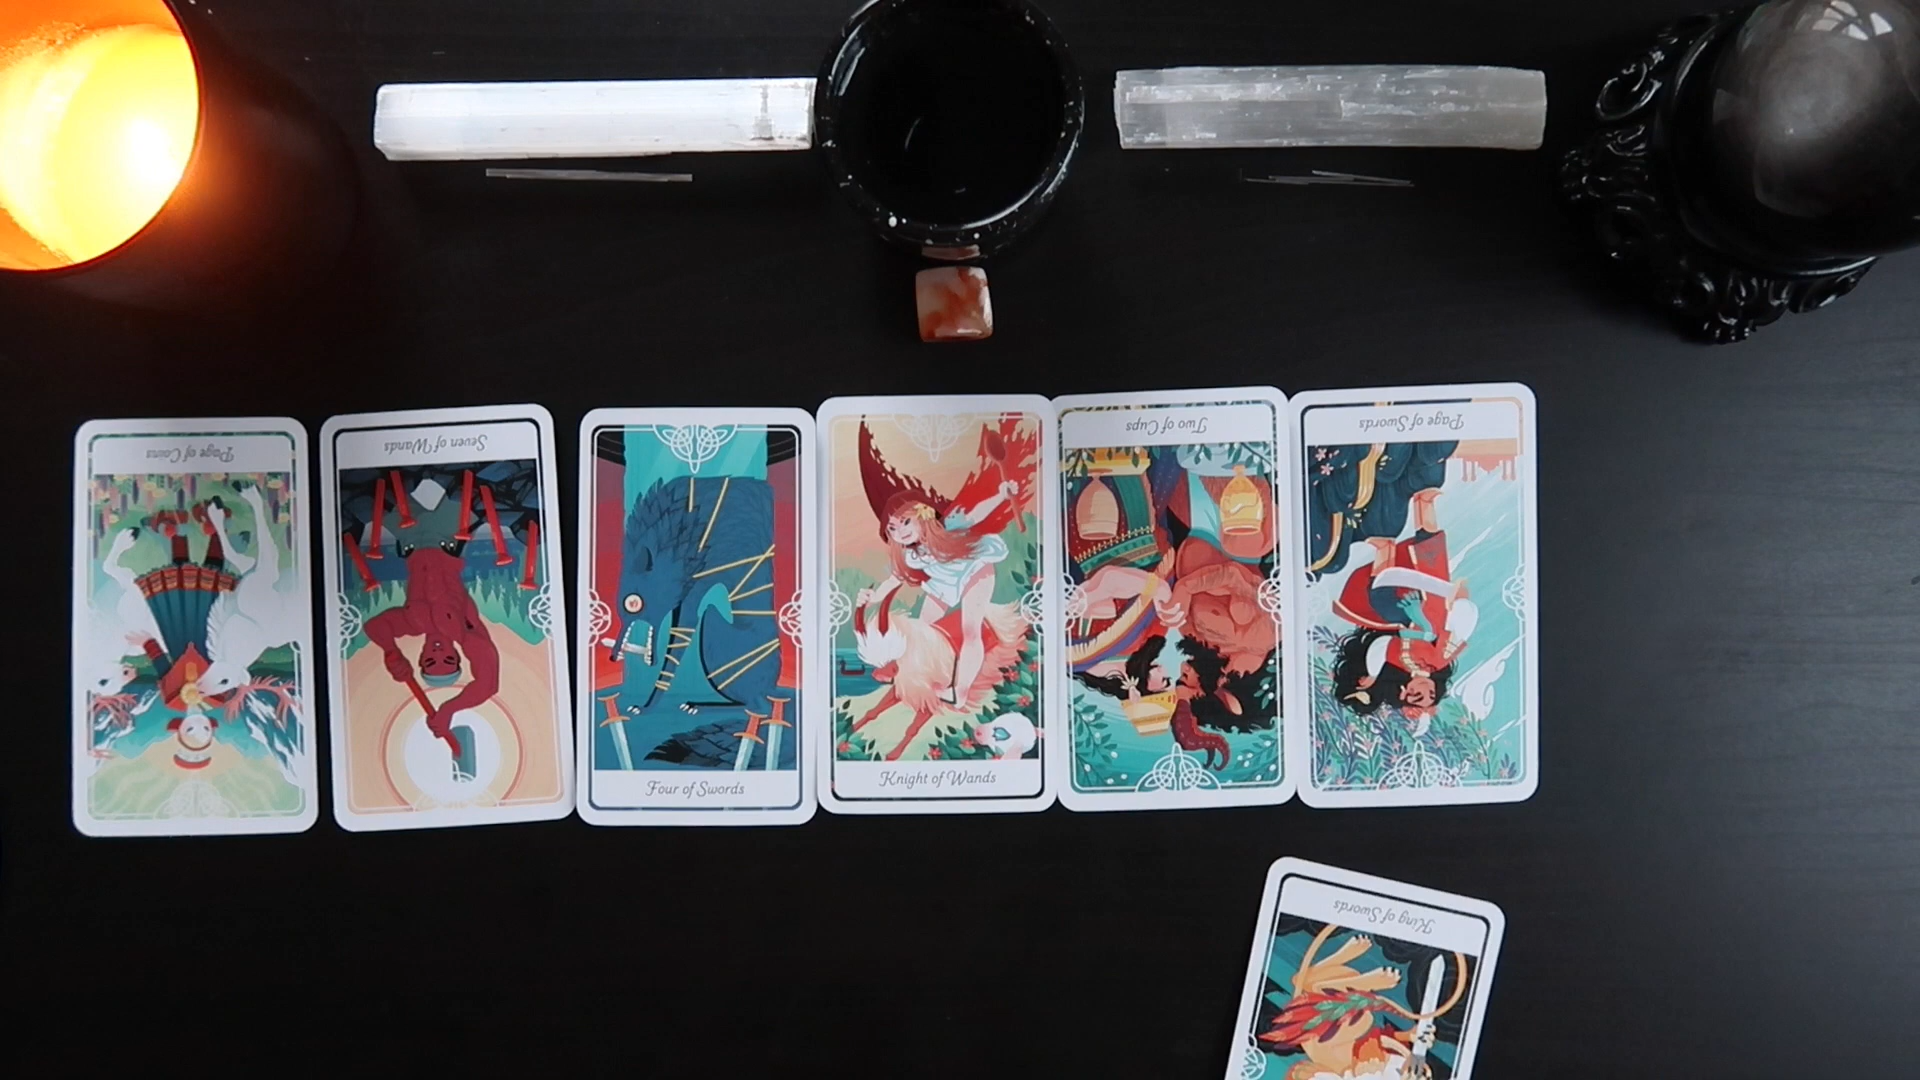 Page of Coins
Seven of Wands
Four of Swords
Knight of Wands
Two of Cups
Page of Swords
King of Swords